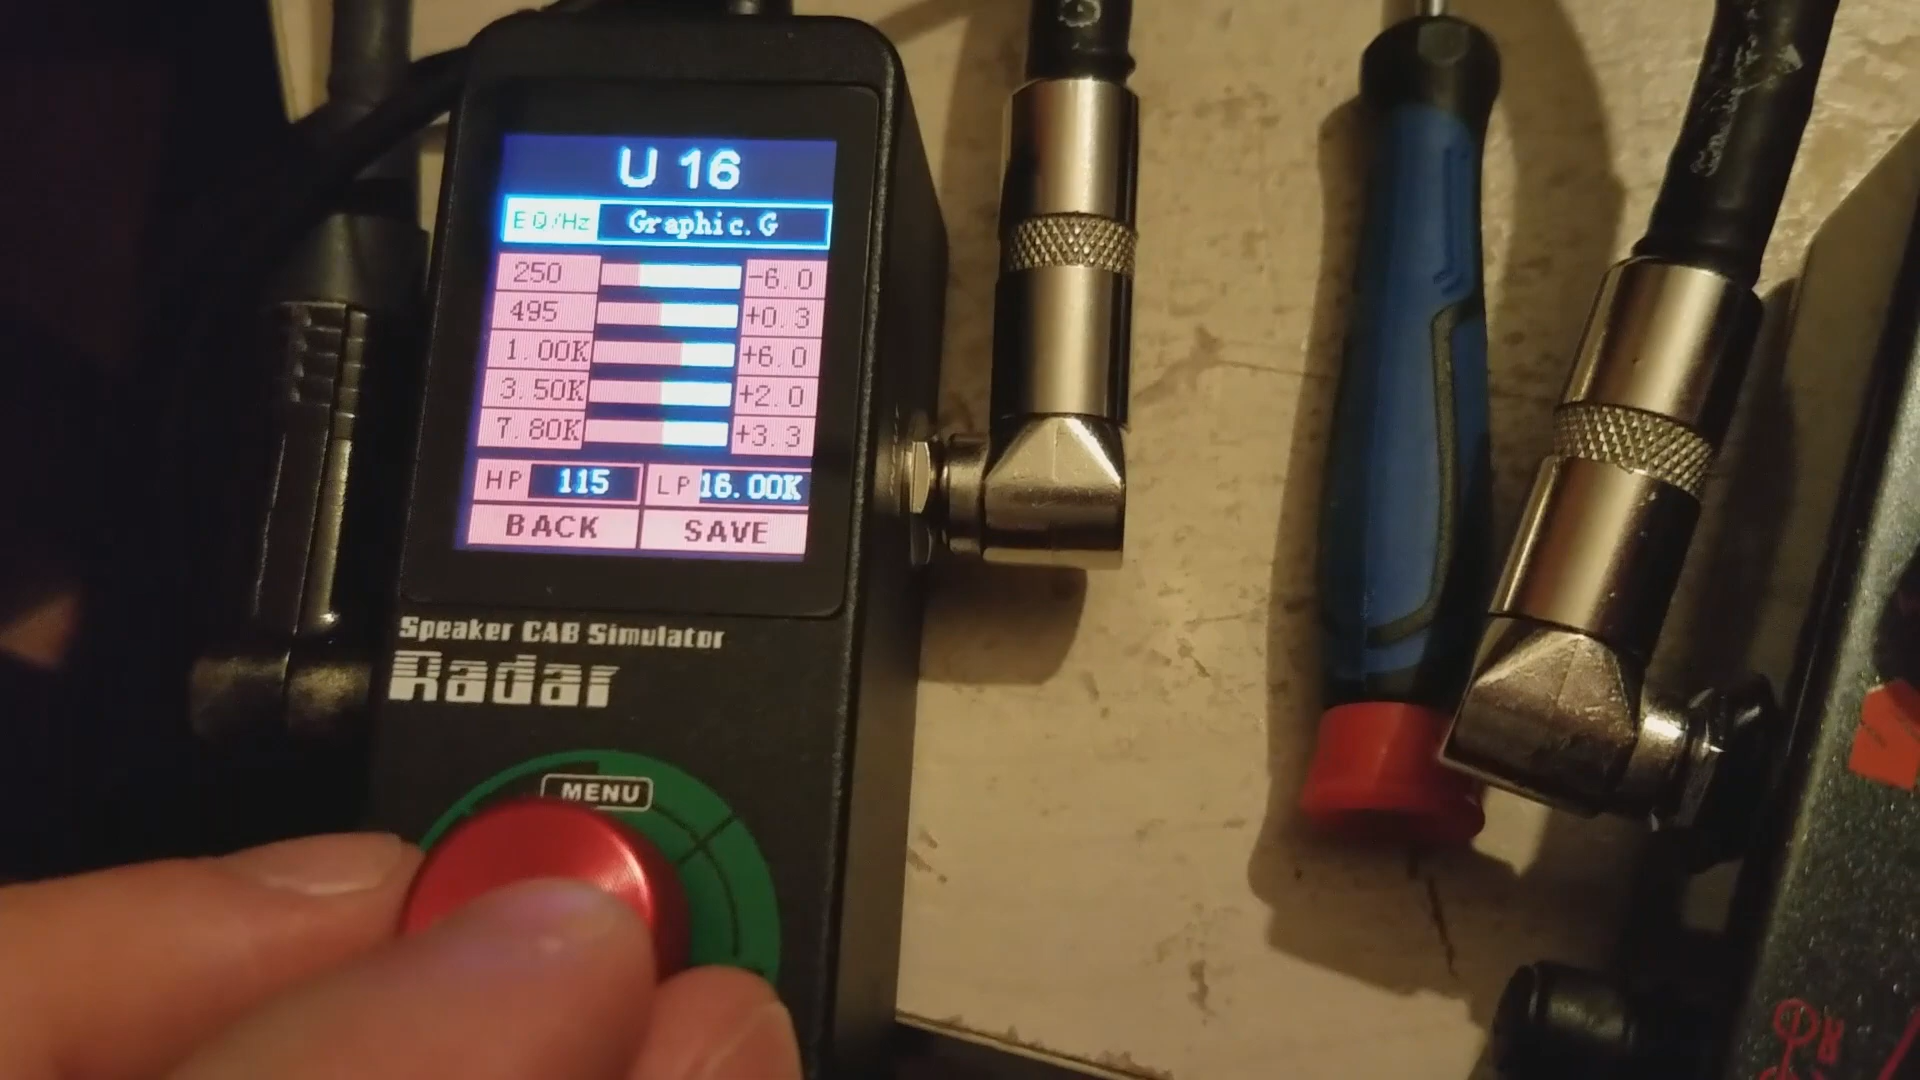 U 16
EQ/Hz Graphic.G
250 -6.0
495 +0.3
1.00K +6.0
3.50K +2.0
7.80K +3.3
HP 115 LP 16.00K
BACK SAVE
Speaker CAB Simulator
Radar
MENU